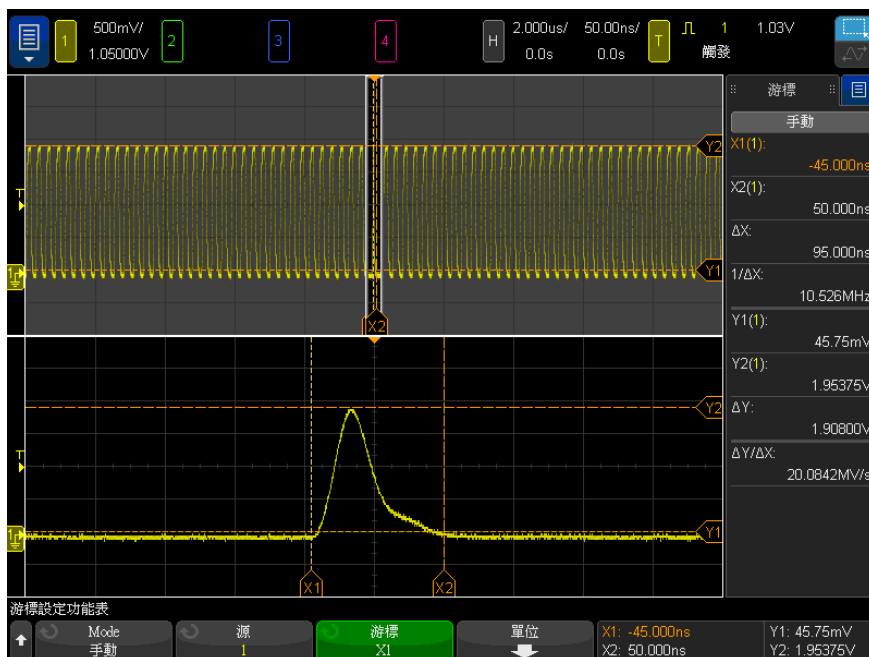 1
500mV/
1.05000V
2
3
4
H
2.000us/
0.0s
50.00ns/
0.0s
T
1
觸發
1.03V
游標
手動
X1(1):
-45.000ns
X2(1):
50.000ns
ΔX:
95.000ns
1/ΔX:
10.526MHz
Y1(1):
45.75mV
Y2(1):
1.95375V
ΔY:
1.90800V
ΔY/ΔX:
20.0842MV/s
T
Y2
1
Y1
X2
T
Y2
1
Y1
X1
X2
游標設定功能表
Mode
手動
源
1
游標
X1
單位
X1: -45.000ns
X2: 50.000ns
Y1: 45.75mV
Y2: 1.95375V